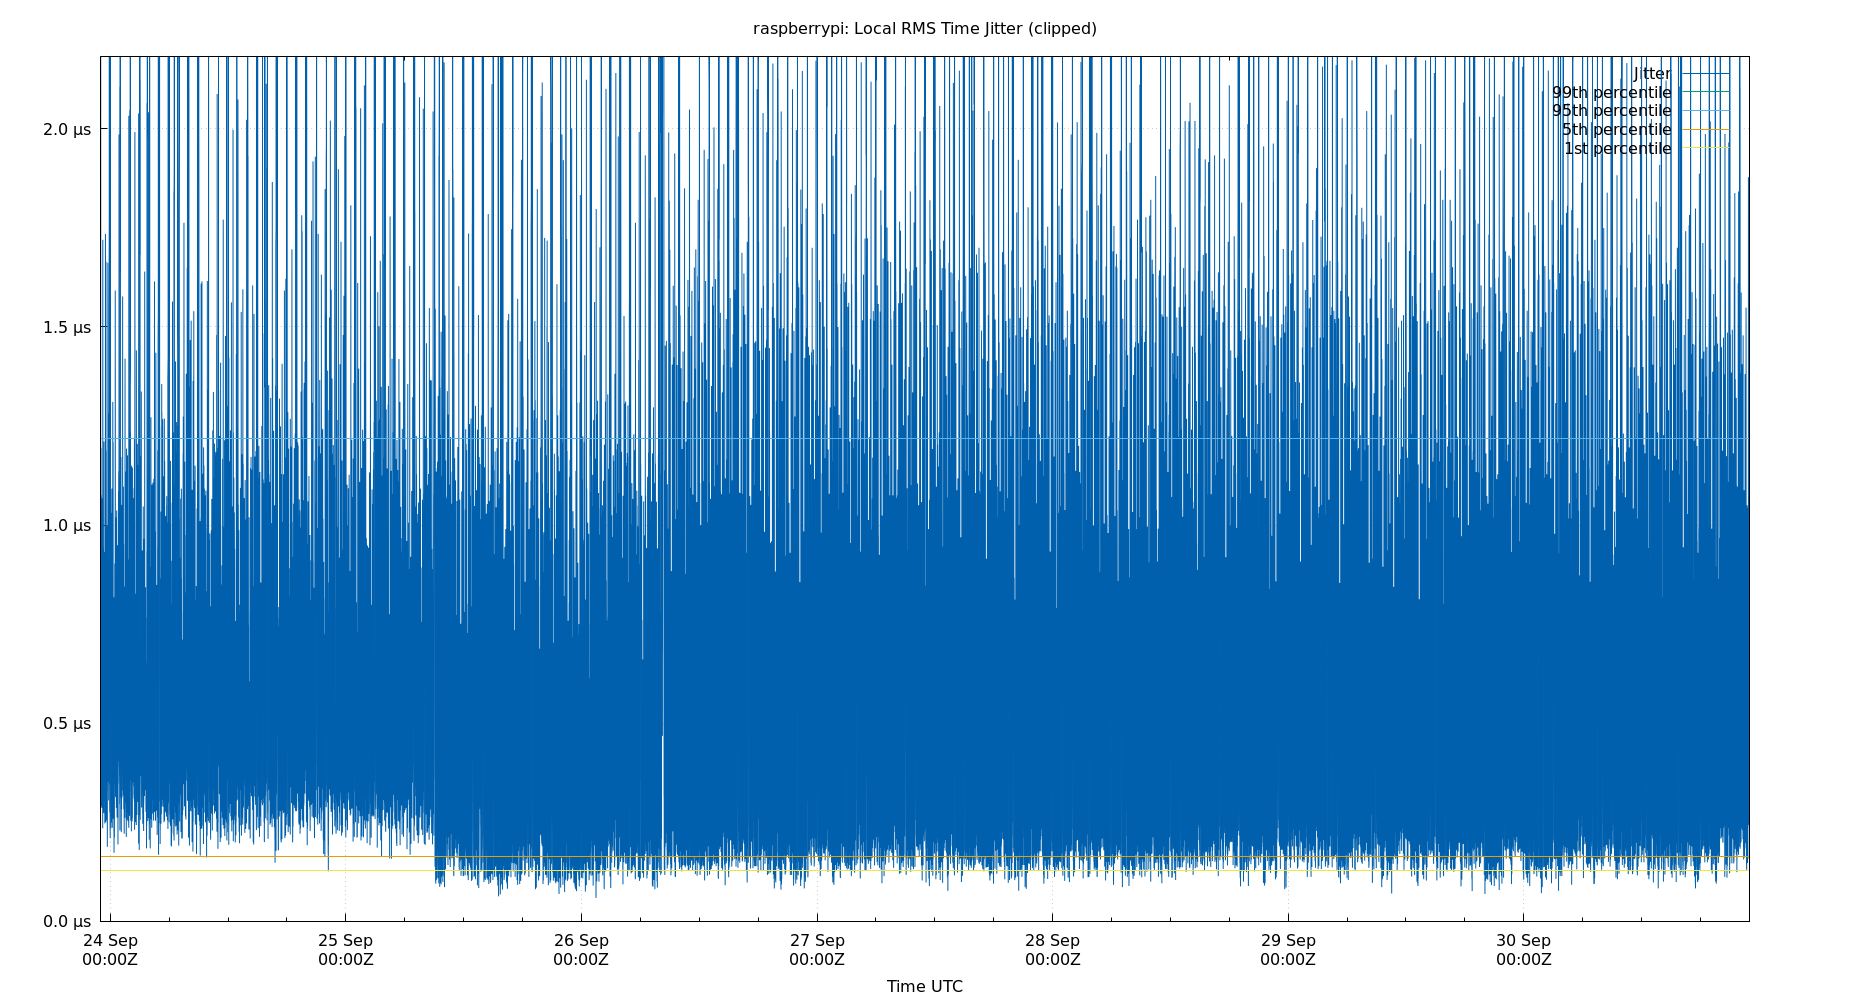 raspberrypi: Local RMS Time Jitter (clipped)
Jitter
99th percentile
95th percentile
5th percentile
1st percentile
2.0 µs
1.5 µs
1.0 µs
0.5 µs
0.0 µs
24 Sep 25 Sep 26 Sep 27 Sep 28 Sep 29 Sep 30 Sep
00:00Z 00:00Z 00:00Z 00:00Z 00:00Z 00:00Z 00:00Z
Time UTC